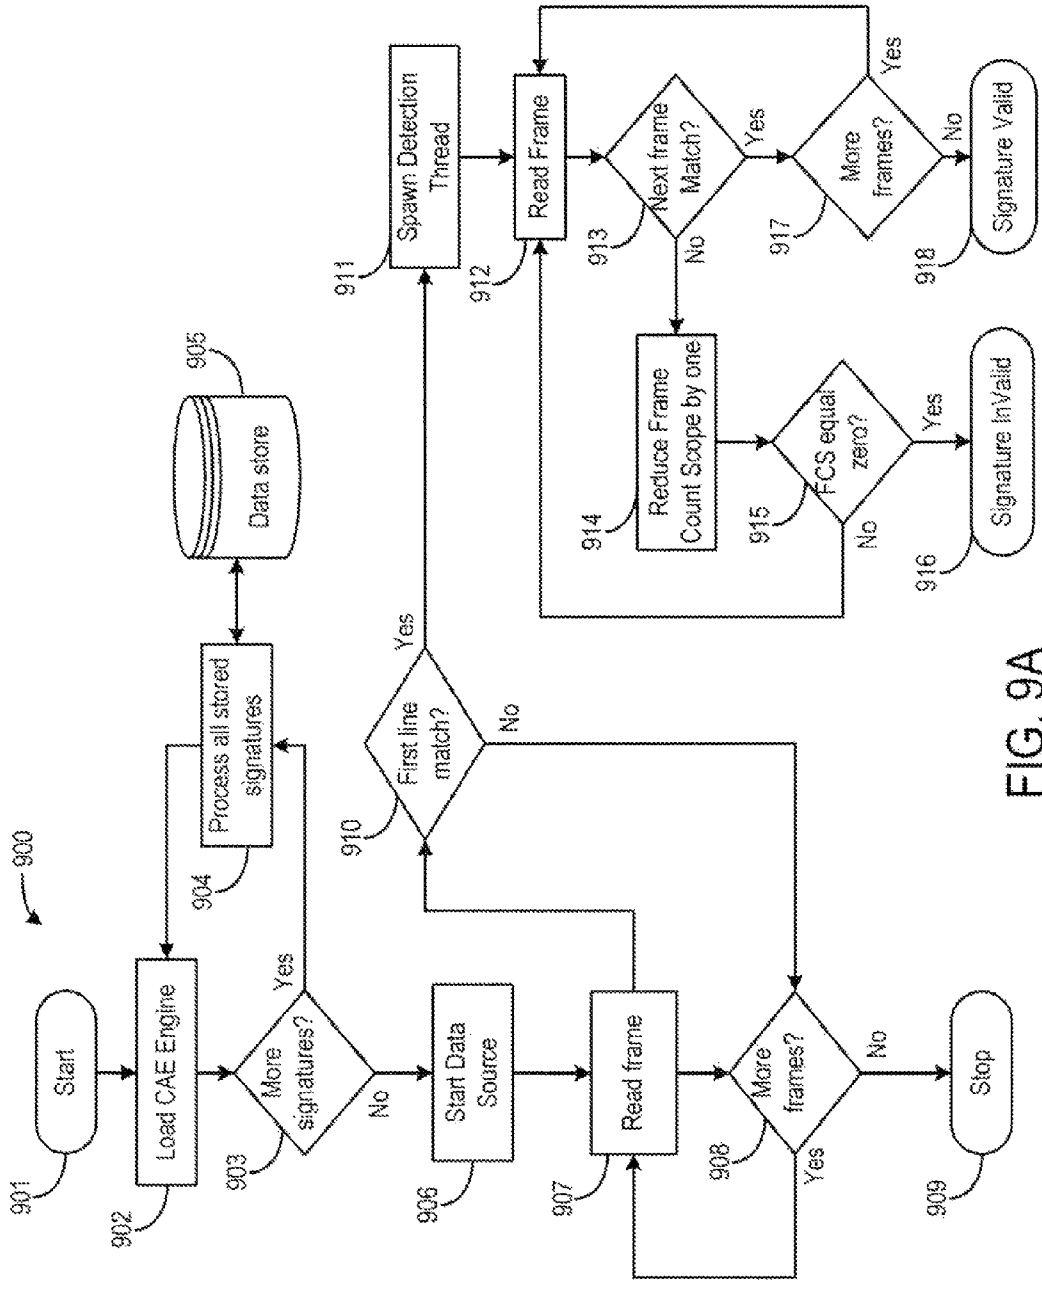 900
901
Start
902
Load CAE Engine
903
More
signatures?
Yes
No
904
Process all stored
signatures
905
Data store
906
Start Data
Source
907
Read frame
908
More
frames?
Yes
No
909
Stop
910
First line
match?
Yes
No
911
Spawn Detection
Thread
912
Read Frame
913
Next frame
Match?
Yes
No
914
Reduce Frame
Count Scope by one
915
FCS equal
zero?
No
Yes
916
Signature InValid
917
More
frames?
Yes
No
918
Signature Valid
FIG. 9A